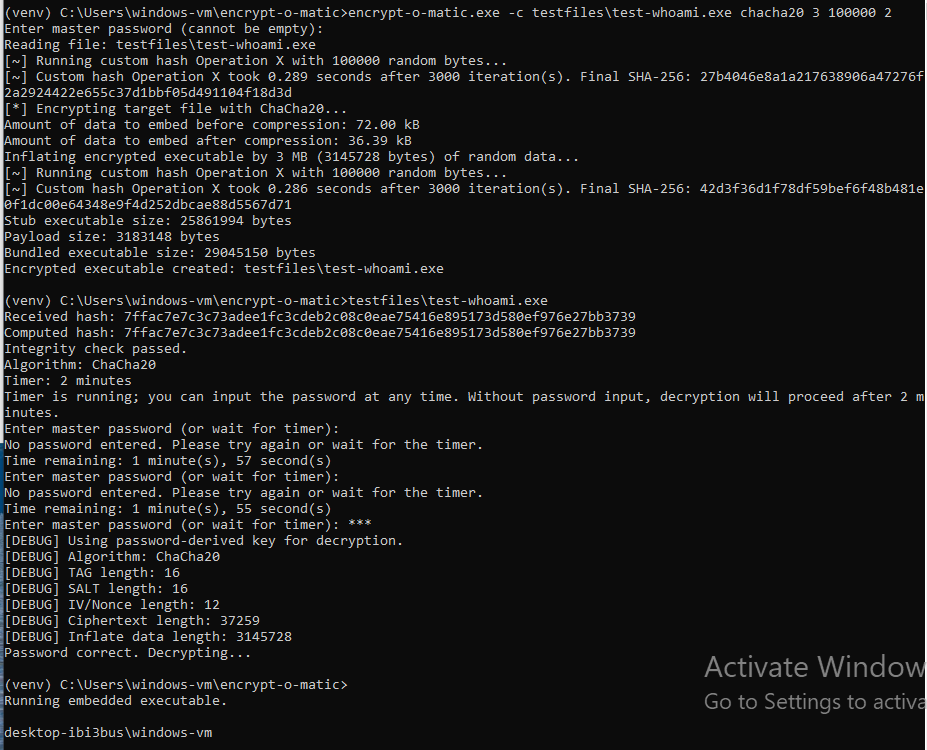 (venv) C:\Users\windows-vm\encrypt-o-matic>encrypt-o-matic.exe -c testfiles\test-whoami.exe chacha20 3 100000 2
Enter master password (cannot be empty):
Reading file: testfiles\test-whoami.exe
[~] Running custom hash Operation X with 100000 random bytes...
[~] Custom hash Operation X took 0.289 seconds after 3000 iteration(s). Final SHA-256: 27b4046e8a1a217638906a47276f
2a2924422e655c37d1bbf05d491104f18d3d
[*] Encrypting target file with ChaCha20...
Amount of data to embed before compression: 72.00 kB
Amount of data to embed after compression: 36.39 kB
Inflating encrypted executable by 3 MB (3145728 bytes) of random data...
[~] Running custom hash Operation X with 100000 random bytes...
[~] Custom hash Operation X took 0.286 seconds after 3000 iteration(s). Final SHA-256: 42d3f36d1f78df59bef6f48b481e
0f1dc00e64348e9f4d252dbcae88d5567d71
Stub executable size: 25861994 bytes
Payload size: 3183148 bytes
Bundled executable size: 29045150 bytes
Encrypted executable created: testfiles\test-whoami.exe
(venv) C:\Users\windows-vm\encrypt-o-matic>testfiles\test-whoami.exe
Received hash: 7ffac7e7c3c73adee1fc3cdeb2c08c0eae75416e895173d580ef976e27bb3739
Computed hash: 7ffac7e7c3c73adee1fc3cdeb2c08c0eae75416e895173d580ef976e27bb3739
Integrity check passed.
Algorithm: ChaCha20
Timer: 2 minutes
Timer is running; you can input the password at any time. Without password input, decryption will proceed after 2 m
inutes.
Enter master password (or wait for timer):
No password entered. Please try again or wait for the timer.
Time remaining: 1 minute(s), 57 second(s)
Enter master password (or wait for timer):
No password entered. Please try again or wait for the timer.
Time remaining: 1 minute(s), 55 second(s)
Enter master password (or wait for timer): ***
[DEBUG] Using password-derived key for decryption.
[DEBUG] Algorithm: ChaCha20
[DEBUG] TAG length: 16
[DEBUG] SALT length: 16
[DEBUG] IV/Nonce length: 12
[DEBUG] Ciphertext length: 37259
[DEBUG] Inflate data length: 3145728
Password correct. Decrypting...
(venv) C:\Users\windows-vm\encrypt-o-matic>
Running embedded executable.
desktop-ibi3bus\windows-vm
Activate Window
Go to Settings to activa